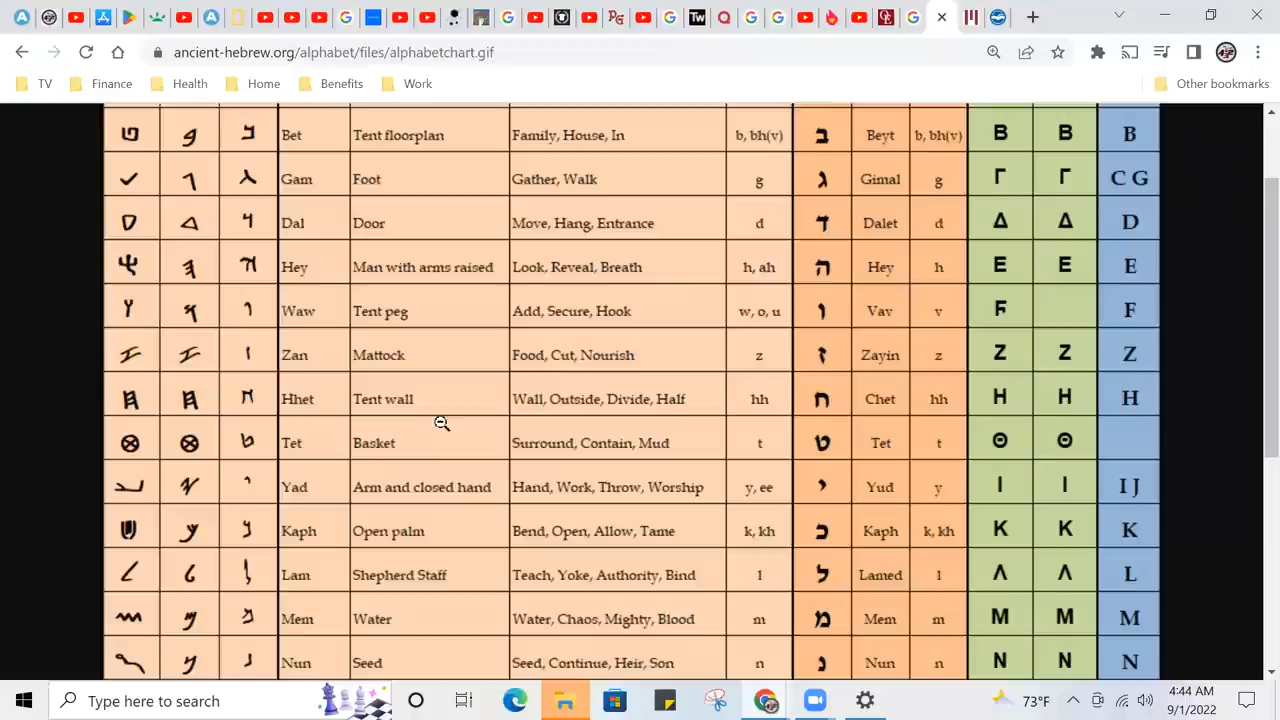 ancient-hebrew.org/alphabet/files/alphabetchart.gif
TV Finance Health Home Benefits Work Other bookmarks
Bet Tent floorplan Family, House, In b, bh(v) ב Beyt b, bh(v) Β Β B
Gam Foot Gather, Walk g ג Gimal g Γ Γ C G
Dal Door Move, Hang, Entrance d ד Dalet d Δ Δ D
Hey Man with arms raised Look, Reveal, Breath h, ah ה Hey h Ε Ε E
Waw Tent peg Add, Secure, Hook w, o, u ו Vav v Ϝ F
Zan Mattock Food, Cut, Nourish z ז Zayin z Ζ Ζ Z
Hhet Tent wall Wall, Outside, Divide, Half hh ח Chet hh Η Η H
Tet Basket Surround, Contain, Mud t ט Tet t Θ Θ
Yad Arm and closed hand Hand, Work, Throw, Worship y, ee י Yud y Ι Ι I J
Kaph Open palm Bend, Open, Allow, Tame k, kh כ Kaph k, kh Κ Κ K
Lam Shepherd Staff Teach, Yoke, Authority, Bind l ל Lamed l Λ Λ L
Mem Water Water, Chaos, Mighty, Blood m מ Mem m Μ Μ M
Nun Seed Seed, Continue, Heir, Son n נ Nun n Ν Ν N
Type here to search 73°F 4:44 AM
9/1/2022